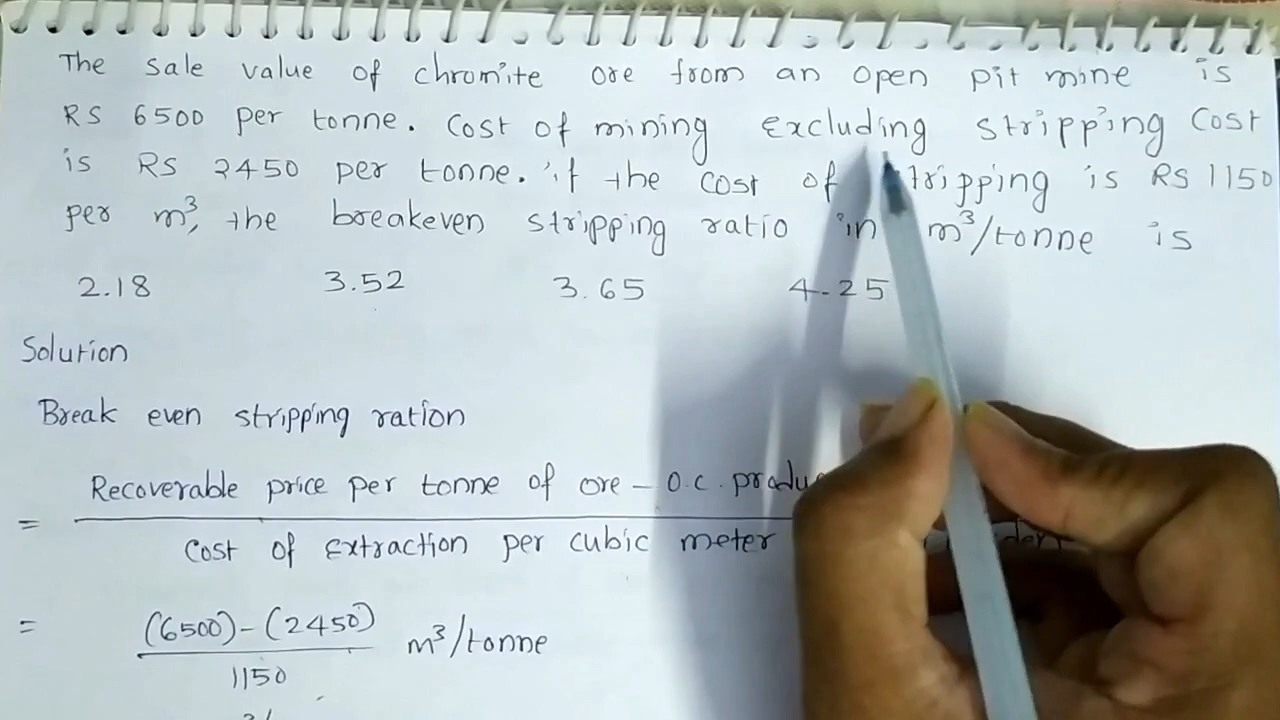 The sale value of chromite ore from an open pit mine is
RS 6500 per tonne. Cost of mining Excluding stripping Cost
is RS 2450 per tonne. if the cost of tripping is RS 1150
per m³, the breakeven stripping ratio in m³/tonne is
2.18 3.52 3.65 4.25
Solution
Break even stripping ration
Recoverable price per tonne of ore - O.C.
=
Cost of Extraction per cubic meter
= (6500)-(2450) m³/tonne
1150